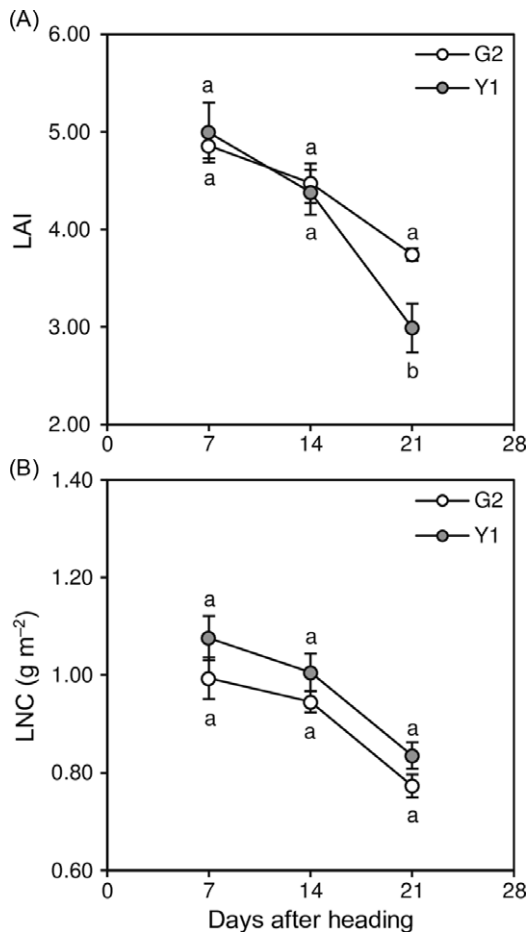 (A)
6.00
5.00
4.00
3.00
2.00
LAI
G2
Y1
a
a
a
a
a
b
0 7 14 21 28
(B)
1.40
1.20
1.00
0.80
0.60
LNC (g m⁻²)
G2
Y1
a
a
a
a
a
a
0 7 14 21 28
Days after heading